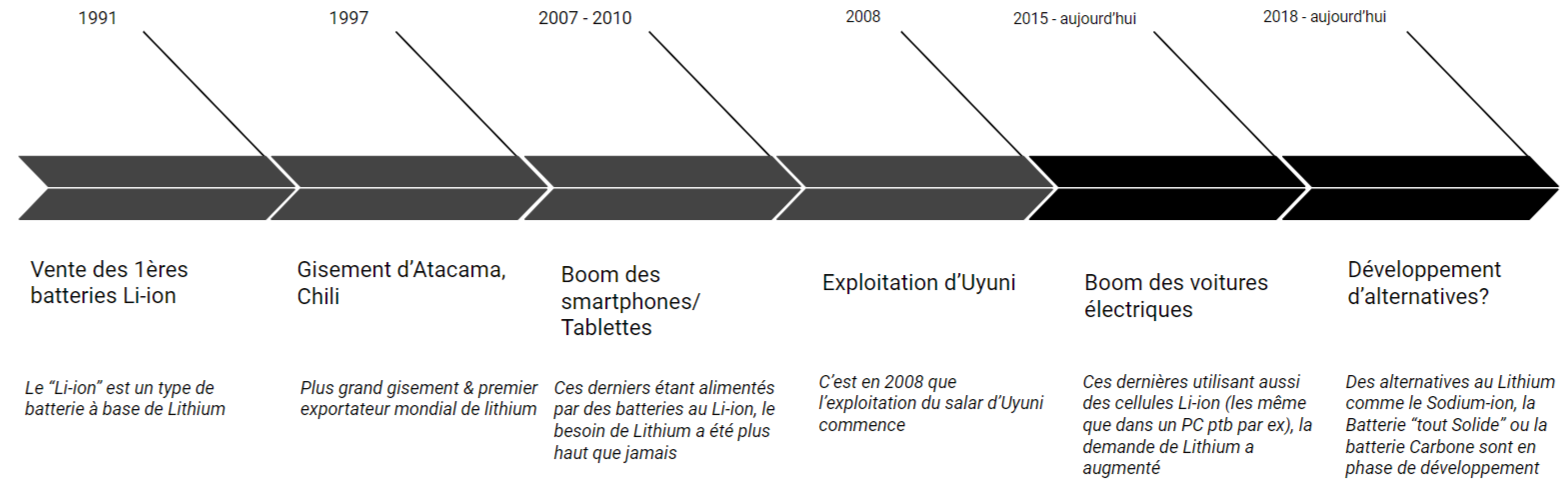 1991
1997
2007 - 2010
2008
2015 - aujourd'hui
2018 - aujourd'hui
Vente des 1ères
batteries Li-ion
Gisement d'Atacama,
Chili
Boom des
smartphones/
Tablettes
Exploitation d'Uyuni
Boom des voitures
électriques
Développement
d'alternatives?
Le “Li-ion” est un type de
batterie à base de Lithium
Plus grand gisement & premier
exportateur mondial de lithium
Ces derniers étant alimentés
par des batteries au Li-ion, le
besoin de Lithium a été plus
haut que jamais
C'est en 2008 que
l'exploitation du salar d'Uyuni
commence
Ces dernières utilisant aussi
des cellules Li-ion (les même
que dans un PC ptb par ex), la
demande de Lithium a
augmenté
Des alternatives au Lithium
comme le Sodium-ion, la
Batterie “tout Solide” ou la
batterie Carbone sont en
phase de développement